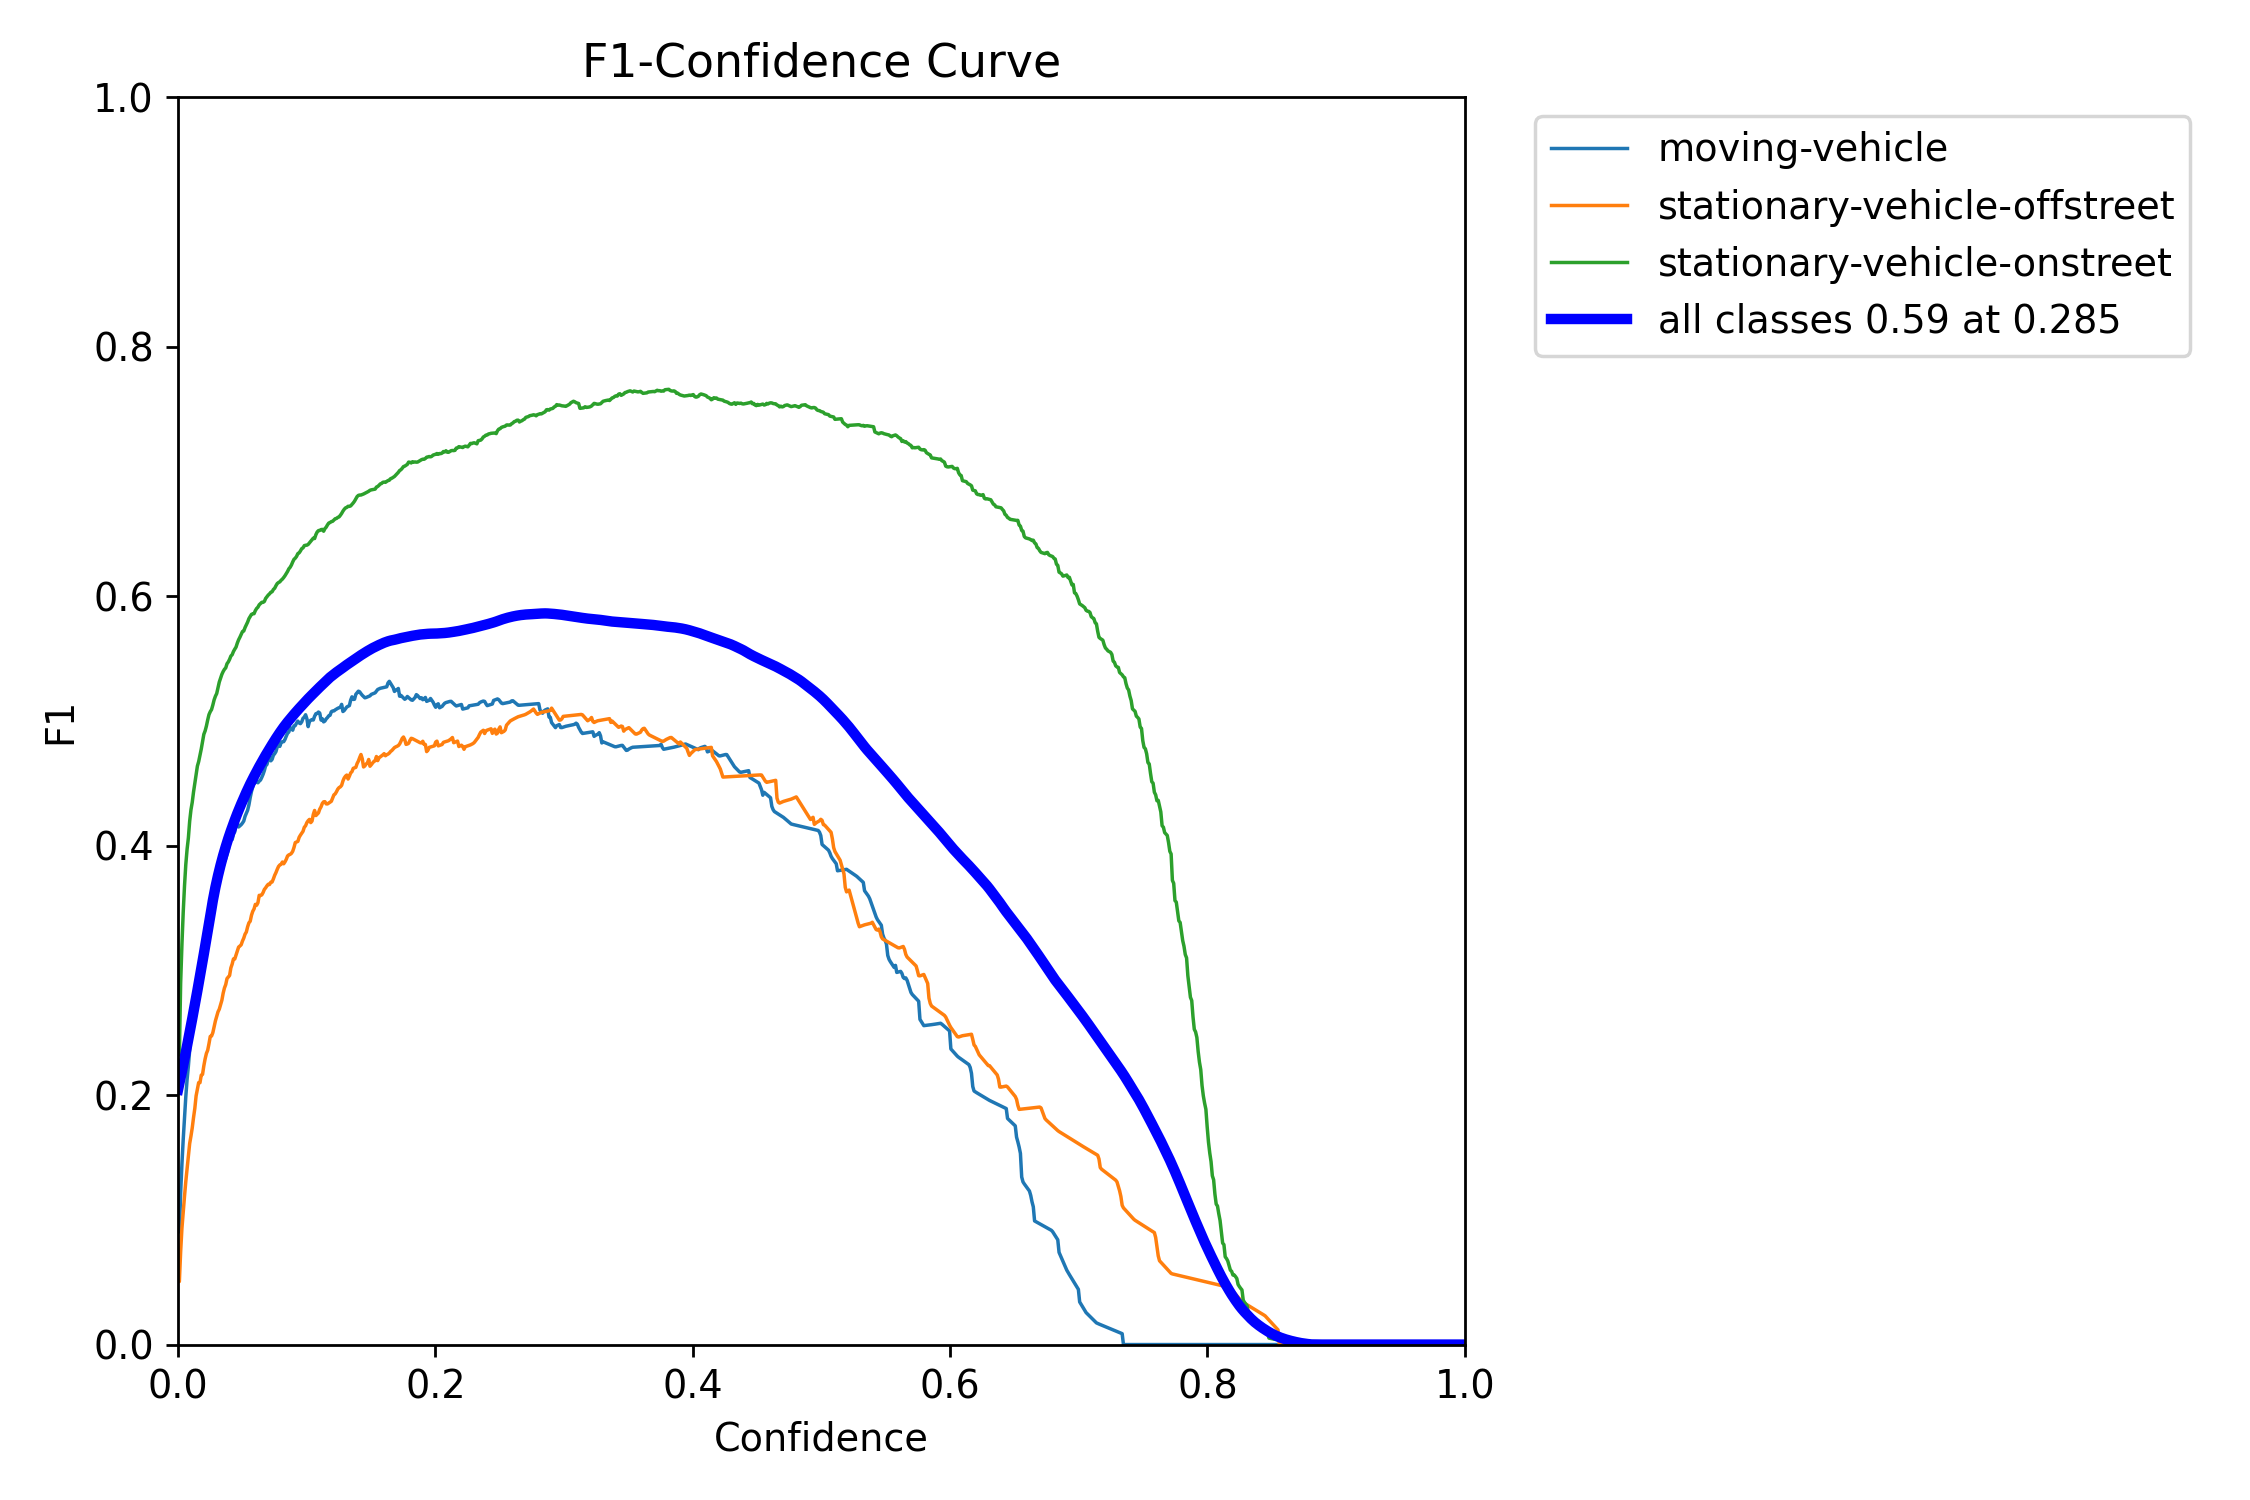 F1-Confidence Curve
1.0
0.8
0.6
0.4
0.2
0.0
F1
0.0 0.2 0.4 0.6 0.8 1.0
Confidence
moving-vehicle
stationary-vehicle-offstreet
stationary-vehicle-onstreet
all classes 0.59 at 0.285